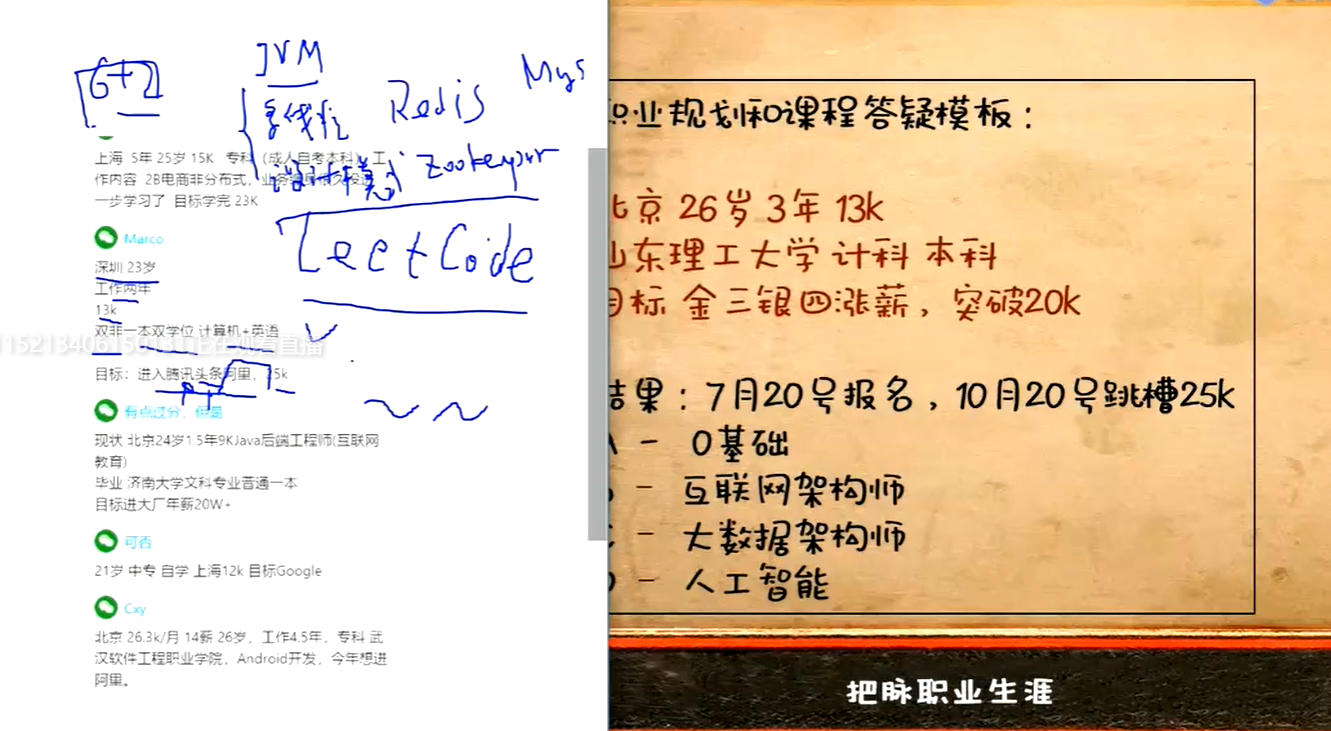 6+2
JVM
多线程
Redis
Mys
设计模式
Zookeeper
LeetCode
上海 5年 25岁 15K 专科（成人自考本科），工
作内容 2B电商非分布式，业务
一步学习了 目标学完 23K
Marco
深圳 23岁
工作两年
13k
双非一本双学位 计算机+英语
正在观看直播
目标：进入腾讯头条阿里，25k
有点过分，但是
现状 北京24岁1.5年9KJava后端工程师(互联网
教育)
毕业 济南大学文科专业普通一本
目标进大厂年薪20W+
可否
21岁 中专 自学 上海12k 目标Google
Cxy
北京 26.3k/月 14薪 26岁，工作4.5年，专科 武
汉软件工程职业学院，Android开发，今年想进
阿里。
职业规划和课程答疑模板：
北京 26岁 3年 13k
山东理工大学 计科 本科
目标 金三银四涨薪，突破20k
结果：7月20号报名，10月20号跳槽25k
- 0基础
- 互联网架构师
- 大数据架构师
- 人工智能
把脉职业生涯